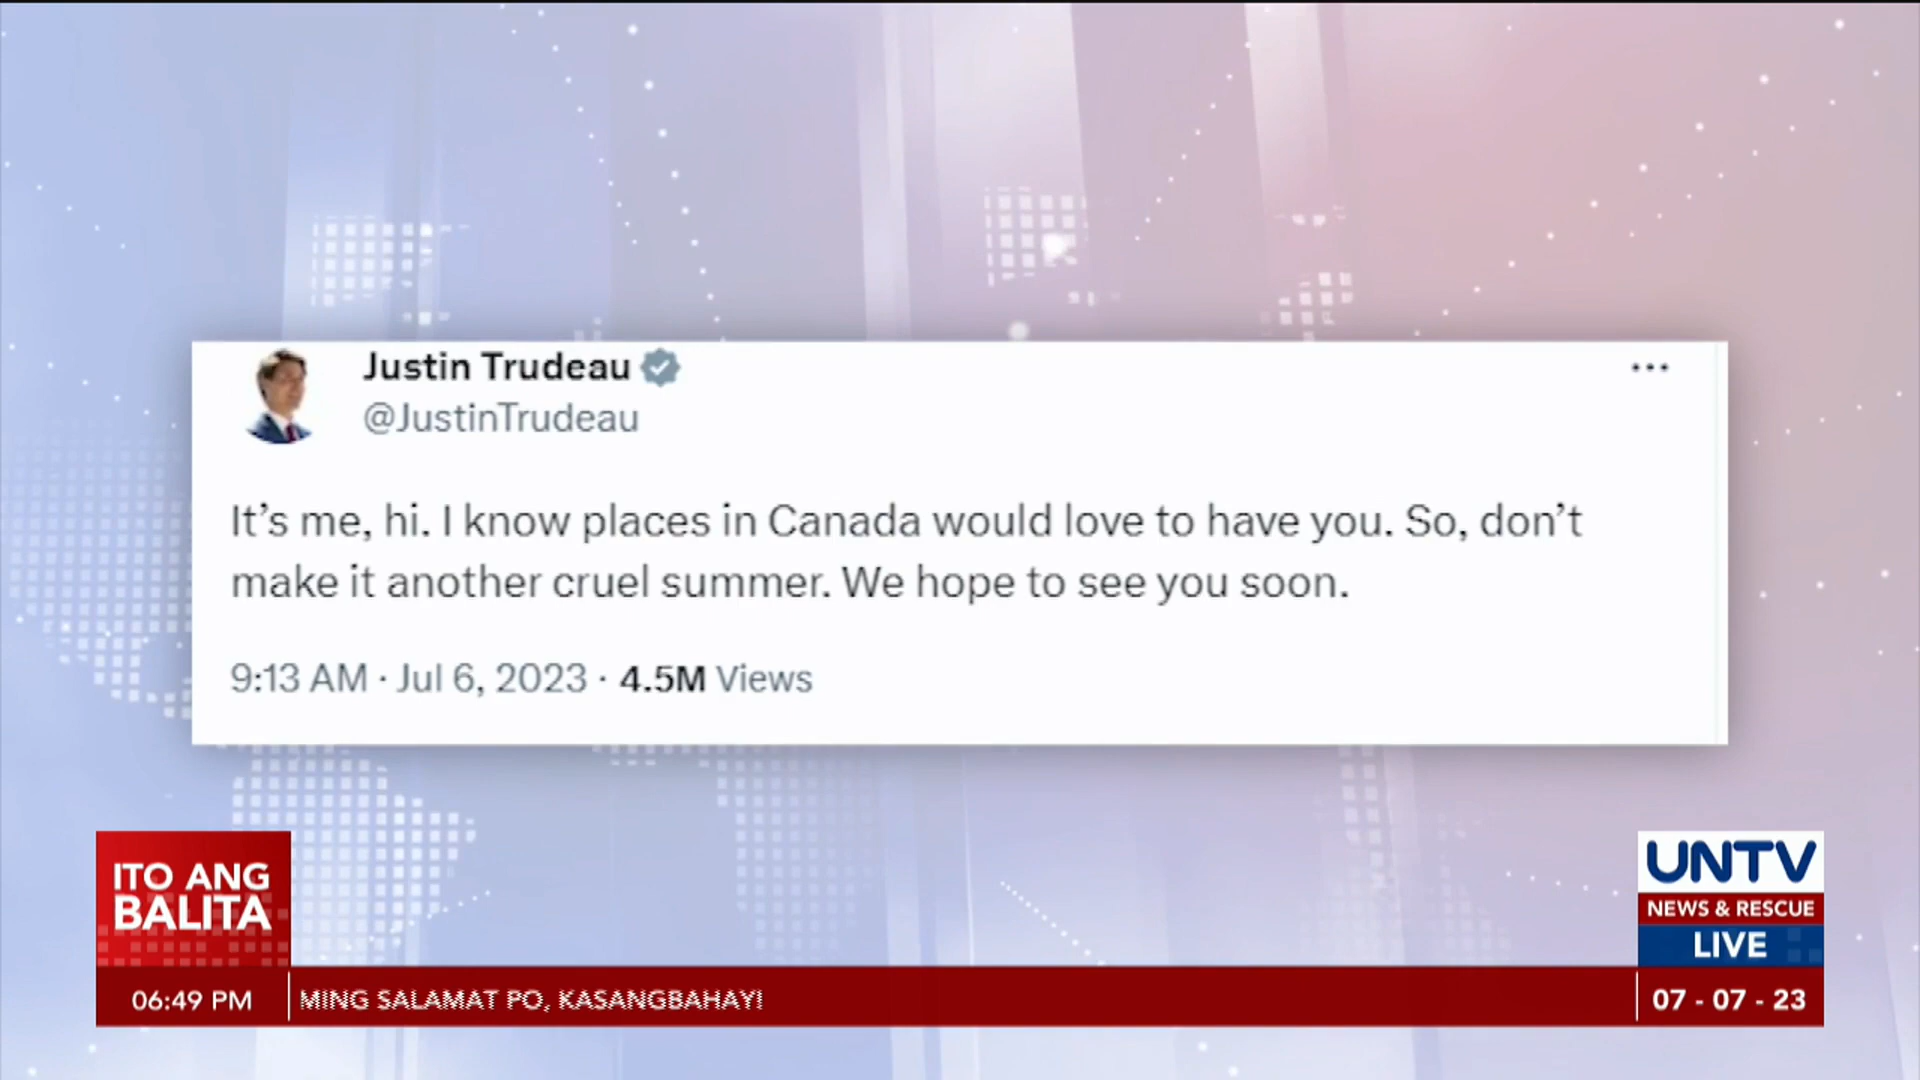 Justin Trudeau
@JustinTrudeau
It's me, hi. I know places in Canada would love to have you. So, don't
make it another cruel summer. We hope to see you soon.
9:13 AM · Jul 6, 2023 · 4.5M Views
ITO ANG
BALITA
UNTV
NEWS & RESCUE
LIVE
06:49 PM
MING SALAMAT PO, KASANGBAHAY!
07 - 07 - 23